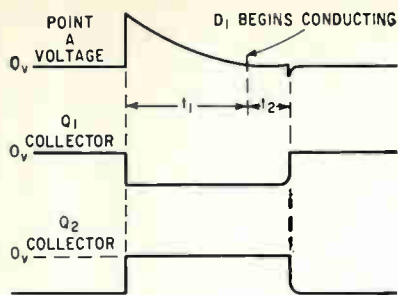 POINT
A
VOLTAGE
D1 BEGINS CONDUCTING
0v
t1
t2
Q1
COLLECTOR
0v
Q2
COLLECTOR
0v